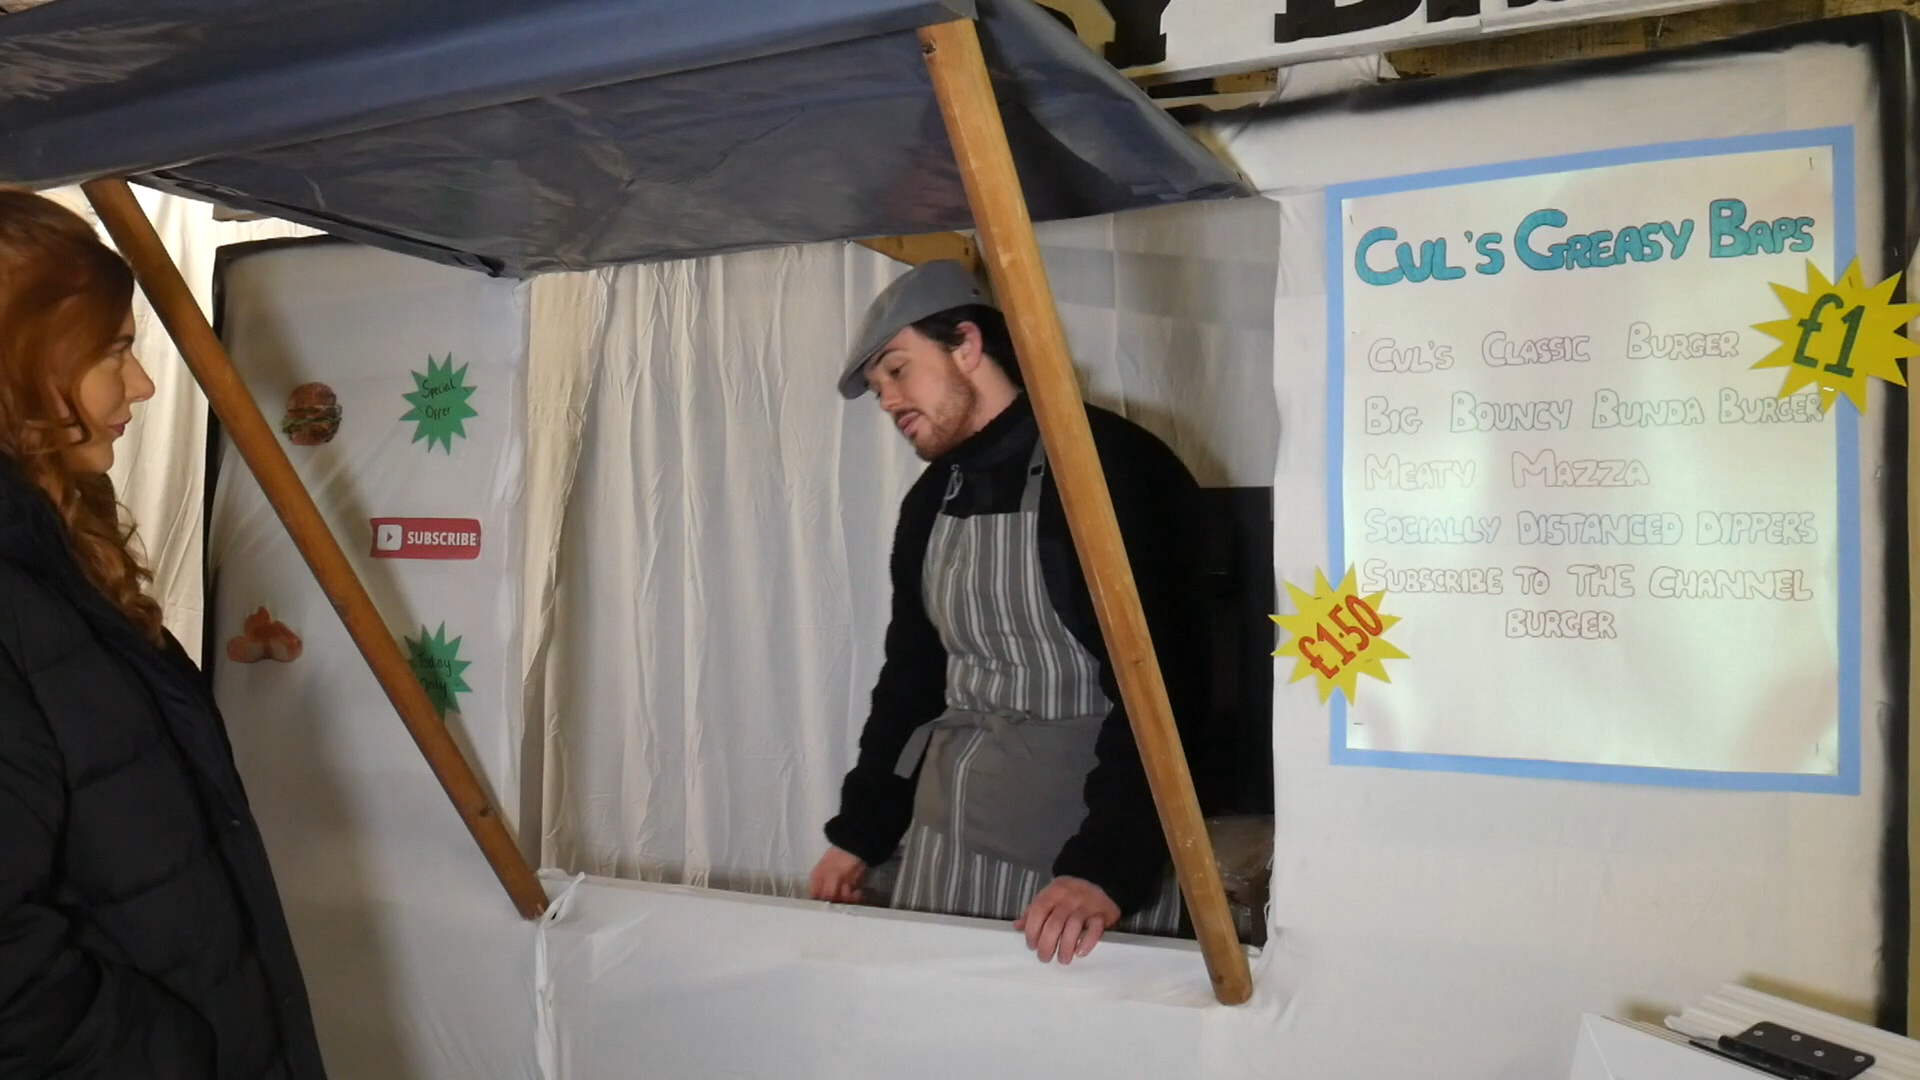 CUL'S GREASY BAPS
CUL'S CLASSIC BURGER
£1
BIG BOUNCY BUNDA BURGER
MEATY MAZZA
SOCIALLY DISTANCED DIPPERS
SUBSCRIBE TO THE CHANNEL
BURGER
£1.50
Special
Offer
SUBSCRIBE
Today
Only